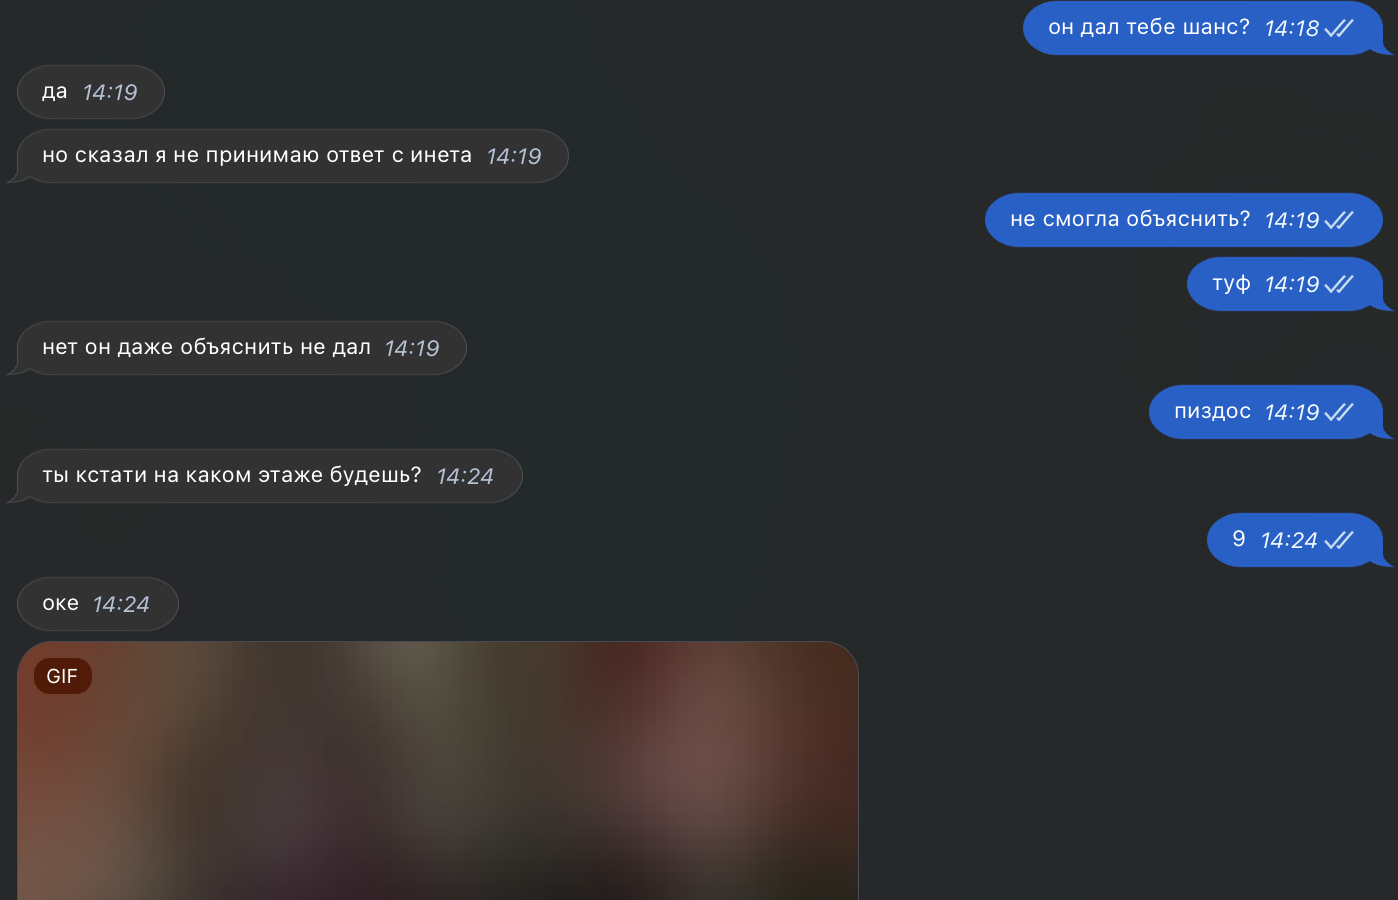 он дал тебе шанс? 14:18
да 14:19
но сказал я не принимаю ответ с инета 14:19
не смогла объяснить? 14:19
туф 14:19
нет он даже объяснить не дал 14:19
пиздос 14:19
ты кстати на каком этаже будешь? 14:24
9 14:24
оке 14:24
GIF